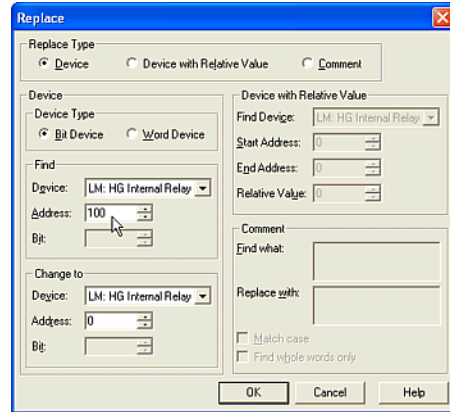 Replace
Replace Type
Device
Device with Relative Value
Comment
Device
Device Type
Bit Device
Word Device
Find
Device: LM: HG Internal Relay
Address: 100
Bit:
Change to
Device: LM: HG Internal Relay
Address: 0
Bit:
Device with Relative Value
Find Device: LM: HG Internal Relay
Start Address: 0
End Address: 0
Relative Value: 0
Comment
Find what:
Replace with:
Match case
Find whole words only
OK
Cancel
Help